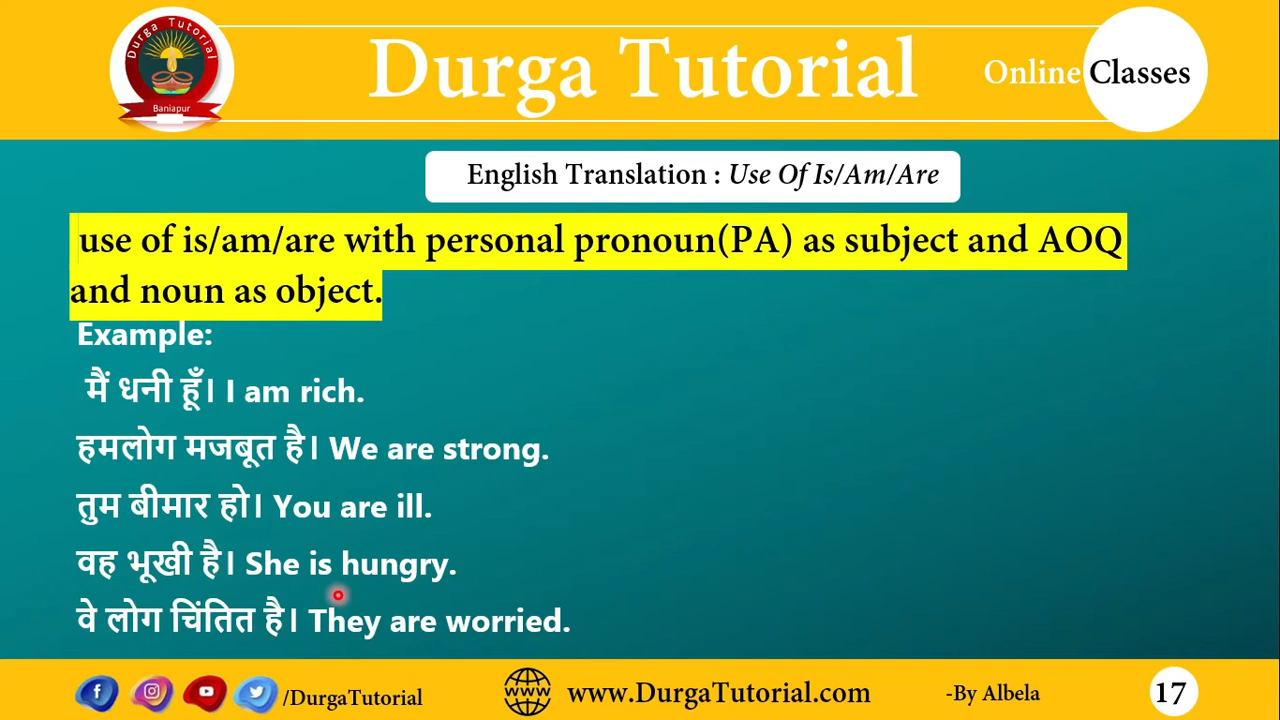 Durga Tutorial
Baniapur
Durga Tutorial
Online Classes
English Translation : Use Of Is/Am/Are
use of is/am/are with personal pronoun(PA) as subject and AOQ
and noun as object.
Example:
मैं धनी हूँ। I am rich.
हमलोग मजबूत है। We are strong.
तुम बीमार हो। You are ill.
वह भूखी है। She is hungry.
वे लोग चिंतित है। They are worried.
/DurgaTutorial
www
www.DurgaTutorial.com
-By Albela
17